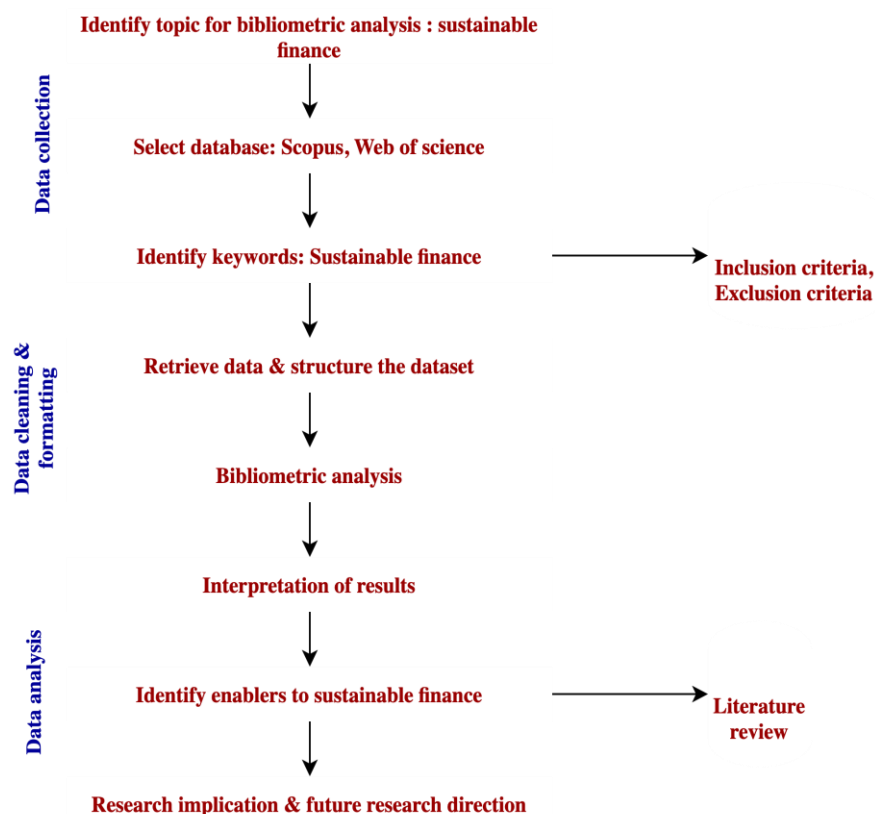 Identify topic for bibliometric analysis : sustainable
finance
Data collection
Select database: Scopus, Web of science
Identify keywords: Sustainable finance
Inclusion criteria,
Exclusion criteria
Data cleaning &
formatting
Retrieve data & structure the dataset
Bibliometric analysis
Interpretation of results
Data analysis
Identify enablers to sustainable finance
Literature
review
Research implication & future research direction